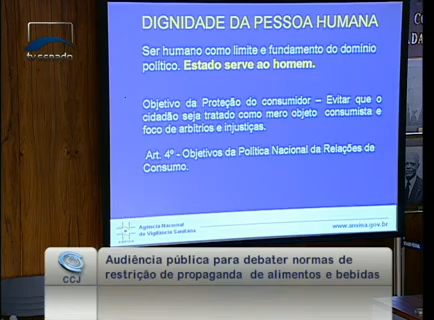 tvsenado
DIGNIDADE DA PESSOA HUMANA
Ser humano como limite e fundamento do domínio
político. Estado serve ao homem.
Objetivo da Proteção do consumidor – Evitar que o
cidadão seja tratado como mero objeto consumista e
foco de arbítrios e injustiças.
Art. 4º - Objetivos da Política Nacional da Relações de
Consumo.
Agência Nacional
de Vigilância Sanitária
www.anvisa.gov.br
CCJ
Audiência pública para debater normas de
restrição de propaganda de alimentos e bebidas